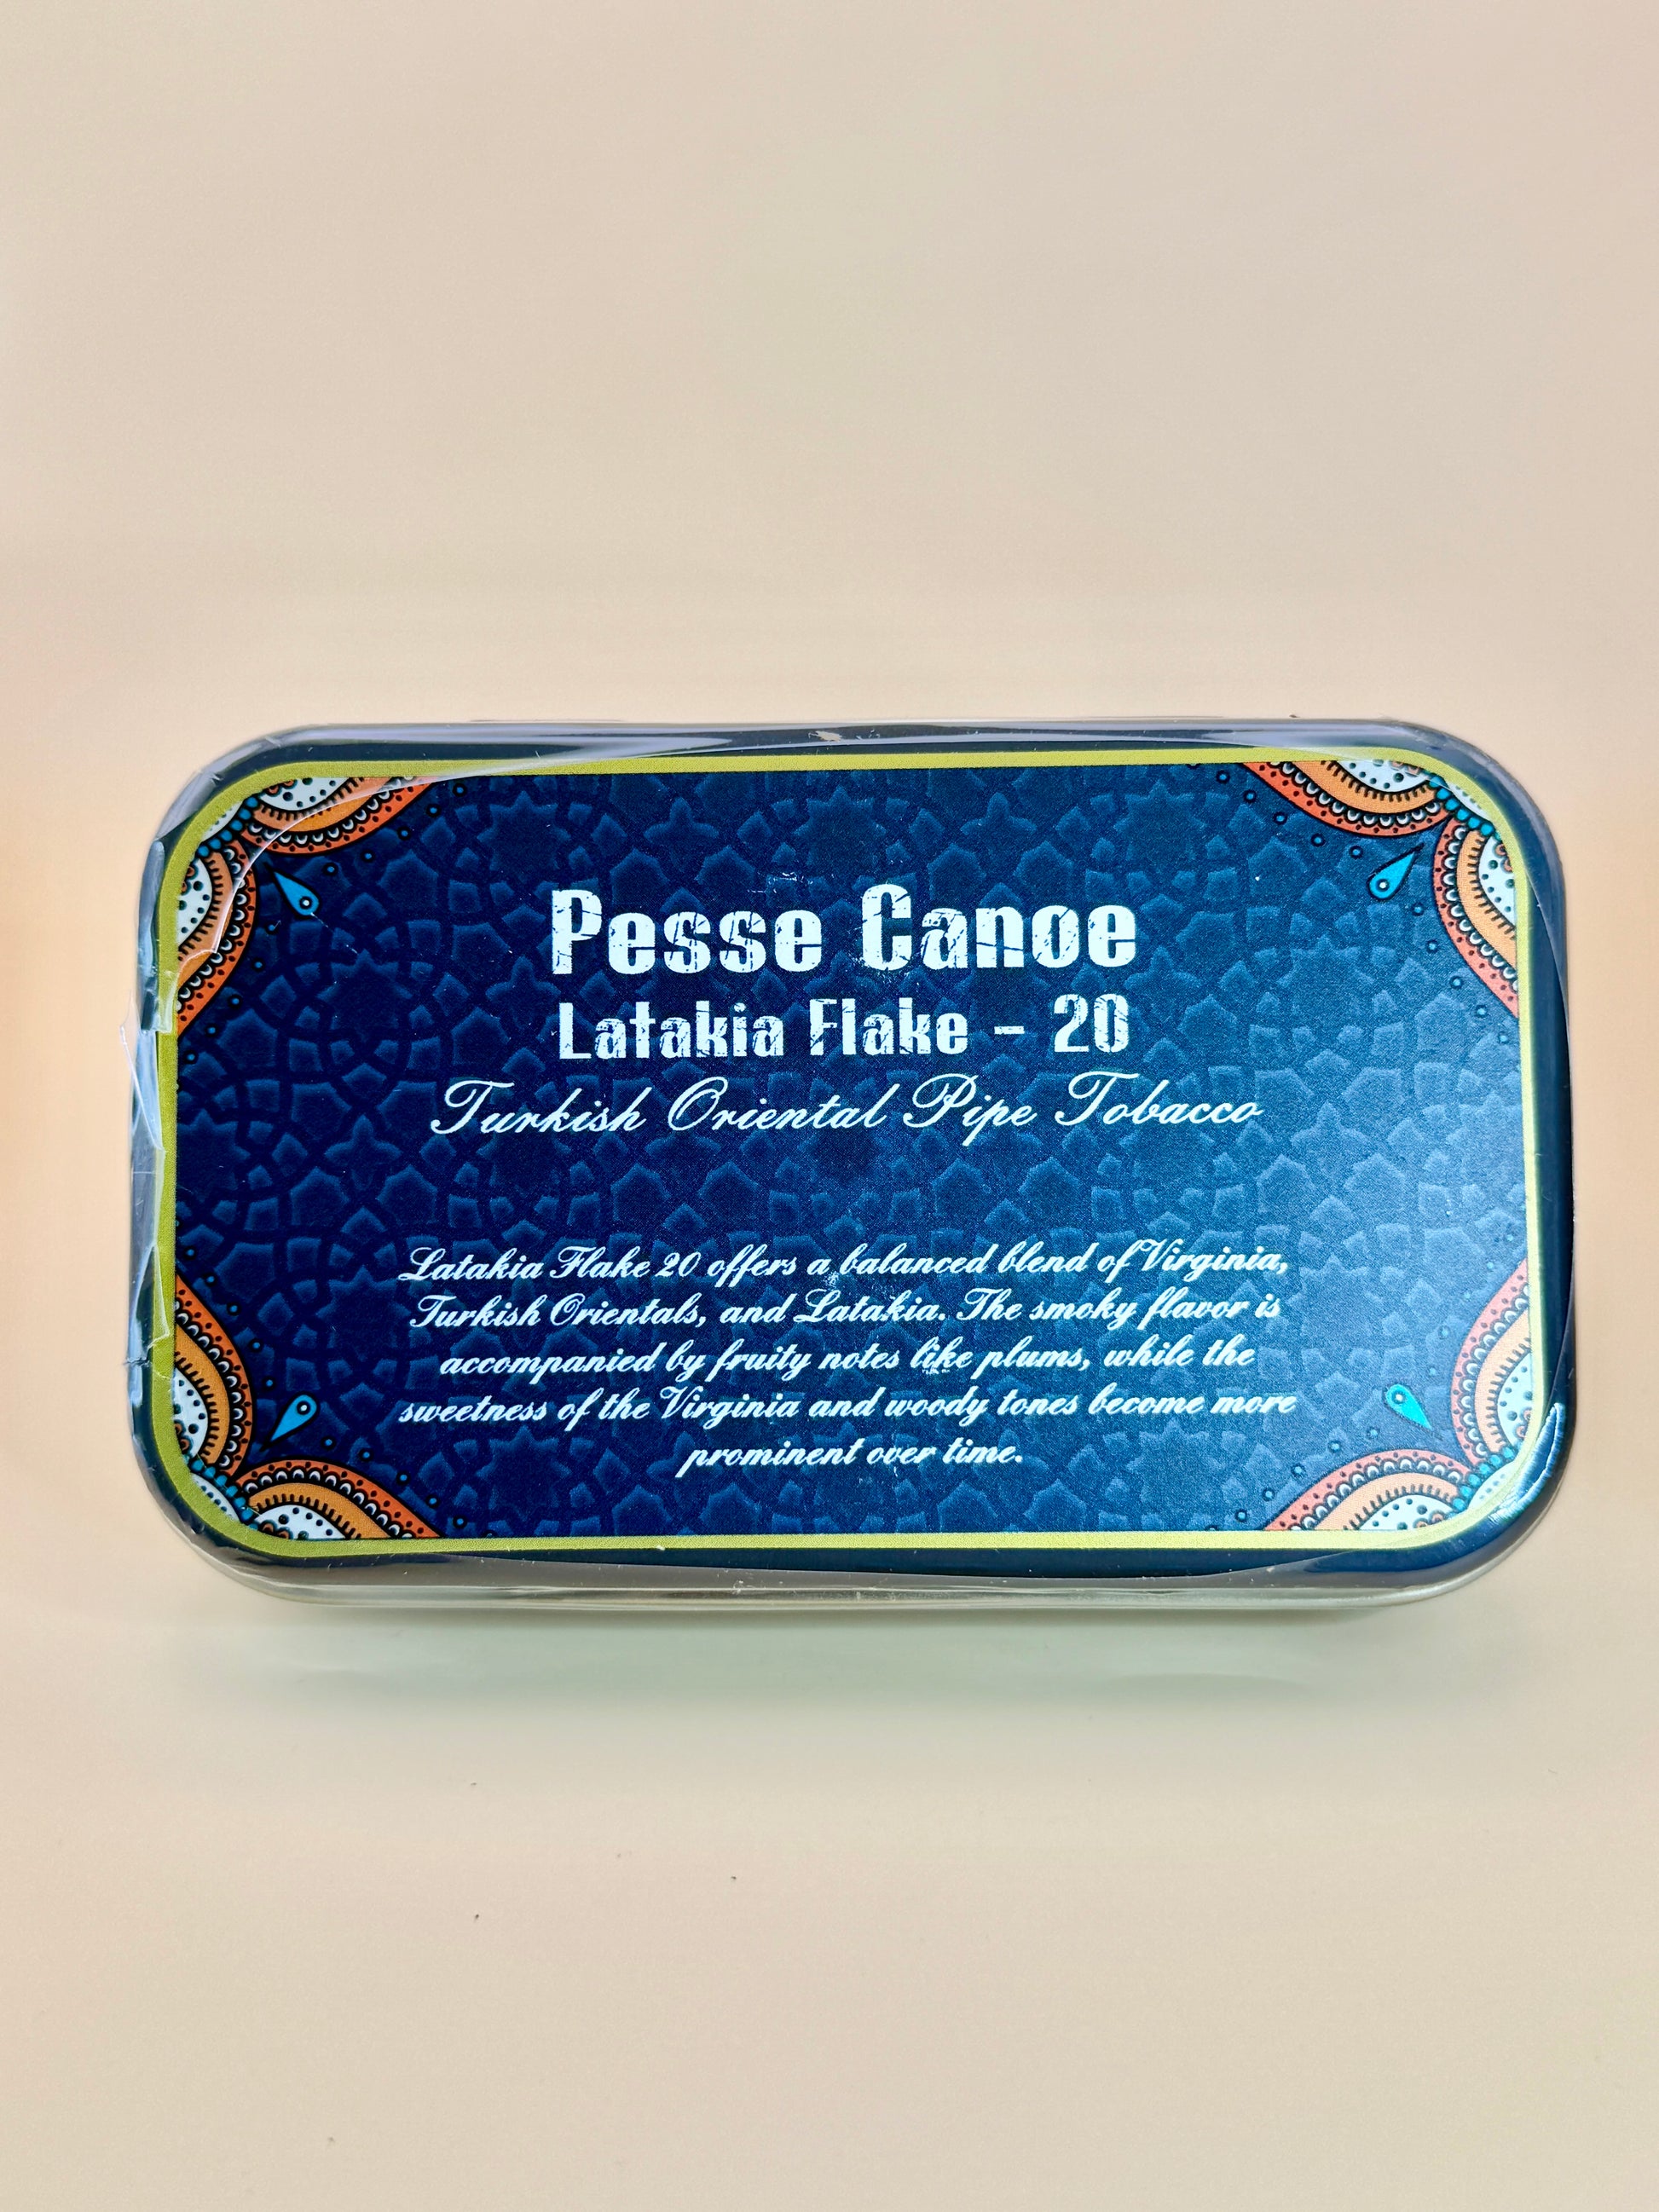 Pesse Canoe
Latakia Flake - 20
Turkish Oriental Pipe Tobacco
Latakia Flake 20 offers a balanced blend of Virginia,
Turkish Orientals, and Latakia. The smoky flavor is
accompanied by fruity notes like plums, while the
sweetness of the Virginia and woody tones become more
prominent over time.